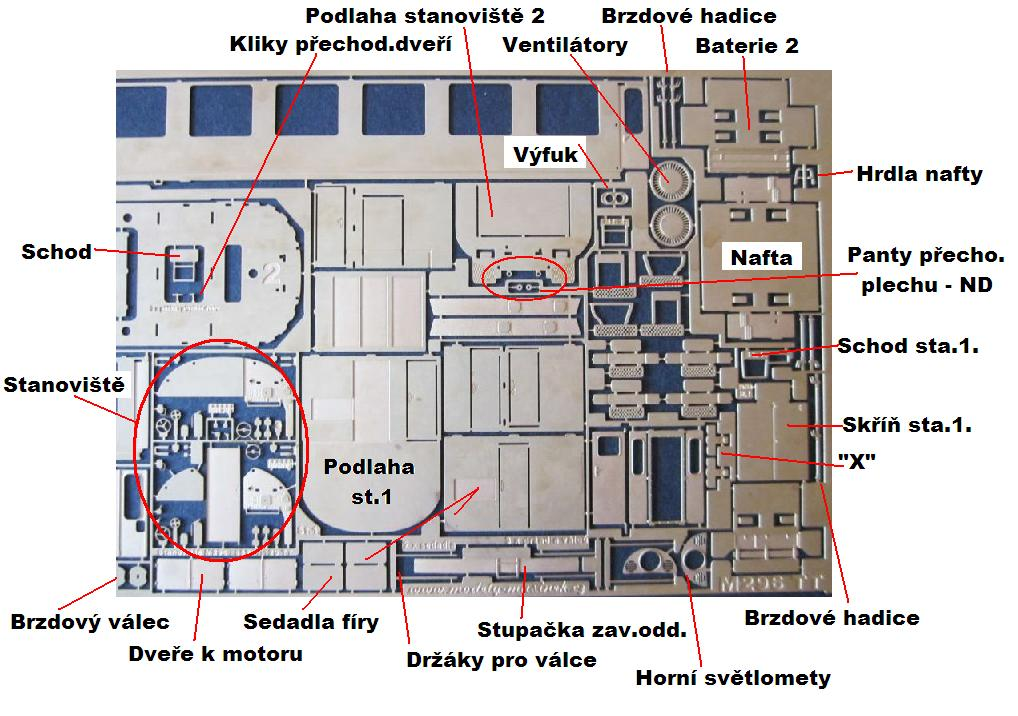 Podlaha stanoviště 2
Brzdové hadice
Kliky přechod.dveří
Ventilátory
Baterie 2
Výfuk
Hrdla nafty
Schod
2
Nafta
Panty přecho.
plechu - ND
Schod sta.1.
Stanoviště
Skříň sta.1.
"X"
Podlaha
st.1
M 296 TT
Brzdový válec
Sedadla fíry
Stupačka zav.odd.
Brzdové hadice
Dveře k motoru
Držáky pro válce
Horní světlomety